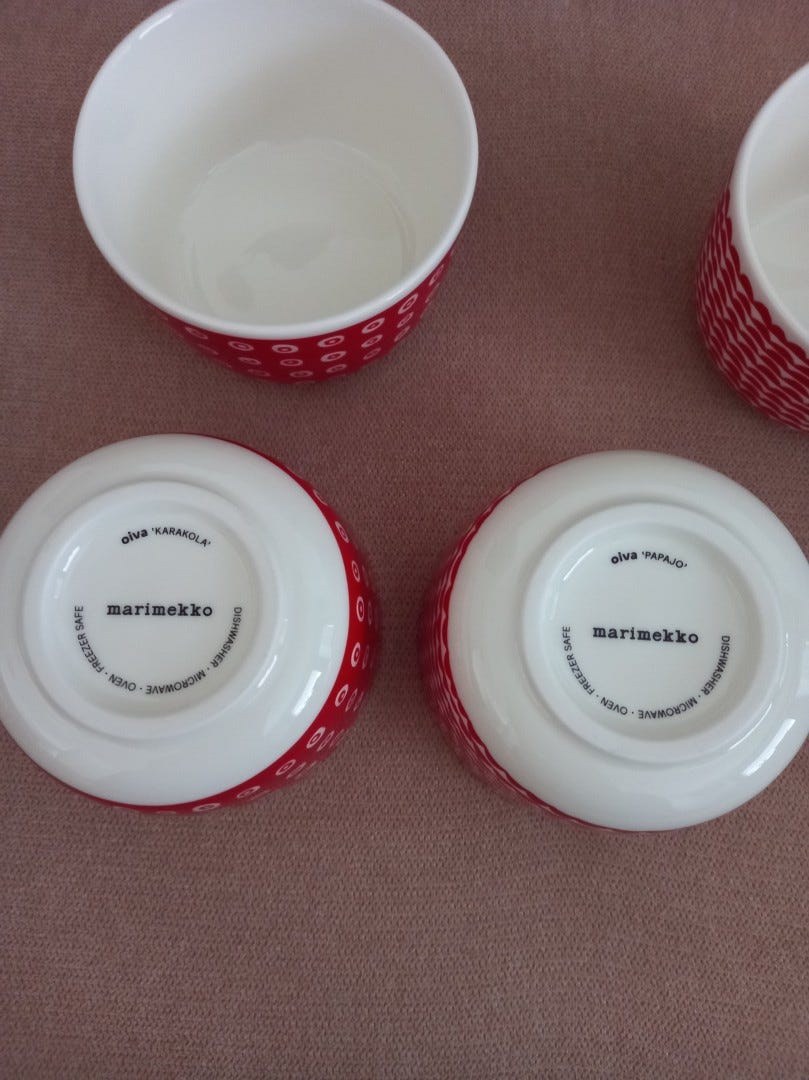 oiva 'KARAKOLA'
marimekko
DISHWASHER · MICROWAVE · OVEN · FREEZER SAFE
oiva 'PAPAJO'
marimekko
DISHWASHER · MICROWAVE · OVEN · FREEZER SAFE